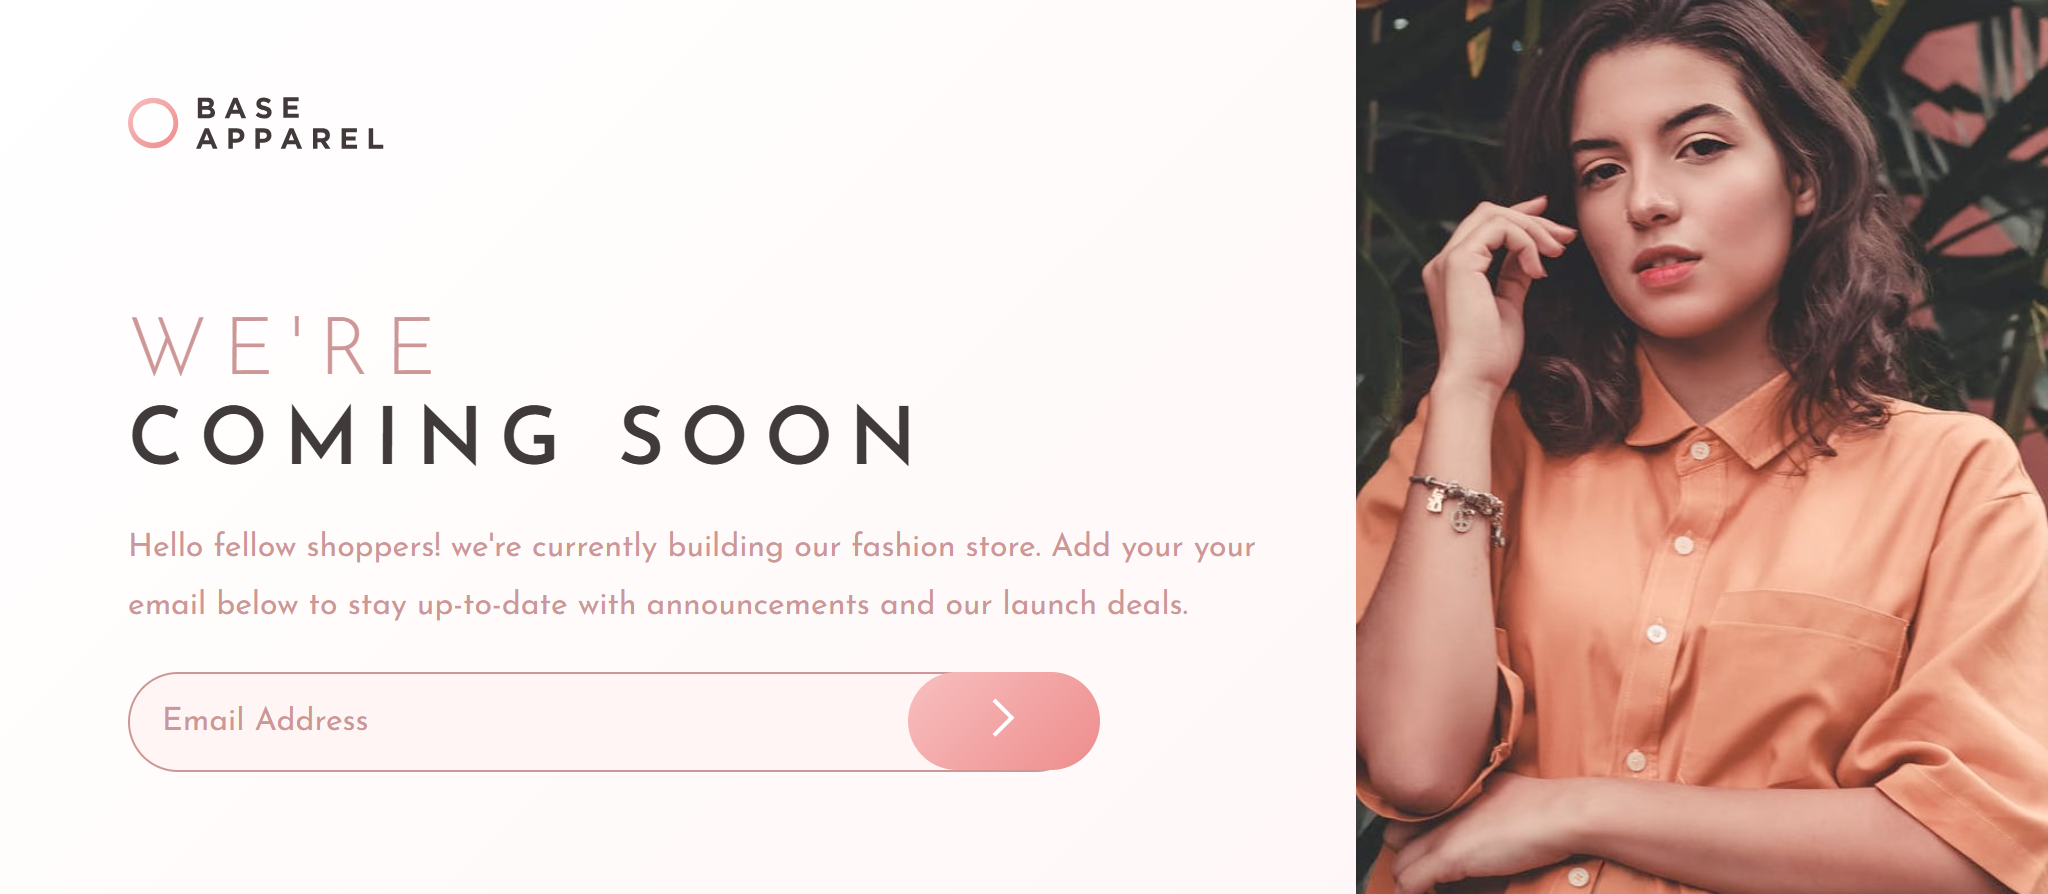 BASE
APPAREL
WE'RE
COMING SOON
Hello fellow shoppers! we're currently building our fashion store. Add your your
email below to stay up-to-date with announcements and our launch deals.
Email Address